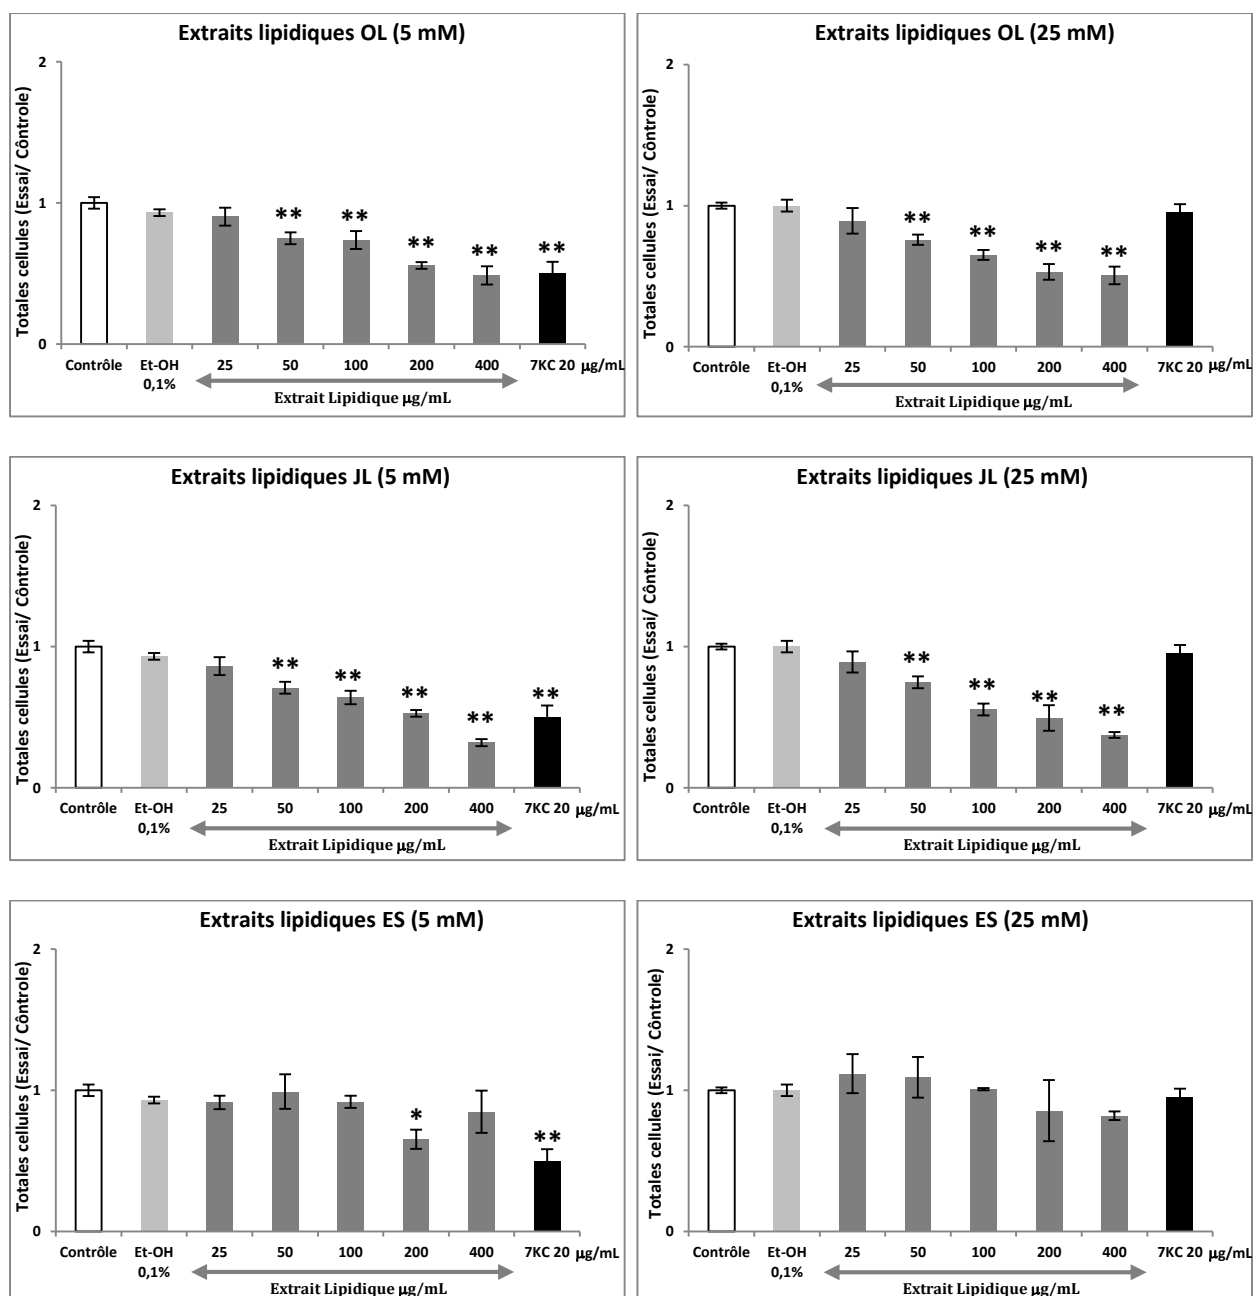 Extraits lipidiques OL (5 mM)
Totales cellules (Essai/ Côntrole)
2
1
0
** ** ** ** **
Contrôle Et-OH 0,1% 25 50 100 200 400 7KC 20 µg/mL
Extrait Lipidique µg/mL
Extraits lipidiques OL (25 mM)
Totales cellules (Essai/ Côntrole)
2
1
0
** ** ** **
Contrôle Et-OH 0,1% 25 50 100 200 400 7KC 20 µg/mL
Extrait Lipidique µg/mL
Extraits lipidiques JL (5 mM)
Totales cellules (Essai/ Côntrole)
2
1
0
** ** ** ** **
Contrôle Et-OH 0,1% 25 50 100 200 400 7KC 20 µg/mL
Extrait Lipidique µg/mL
Extraits lipidiques JL (25 mM)
Totales cellules (Essai/ Côntrole)
2
1
0
** ** ** **
Contrôle Et-OH 0,1% 25 50 100 200 400 7KC 20 µg/mL
Extrait Lipidique µg/mL
Extraits lipidiques ES (5 mM)
Totales cellules (Essai/ Côntrole)
2
1
0
* **
Contrôle Et-OH 0,1% 25 50 100 200 400 7KC 20 µg/mL
Extrait Lipidique µg/mL
Extraits lipidiques ES (25 mM)
Totales cellules (Essai/ Côntrole)
2
1
0
Contrôle Et-OH 0,1% 25 50 100 200 400 7KC 20 µg/mL
Extrait Lipidique µg/mL